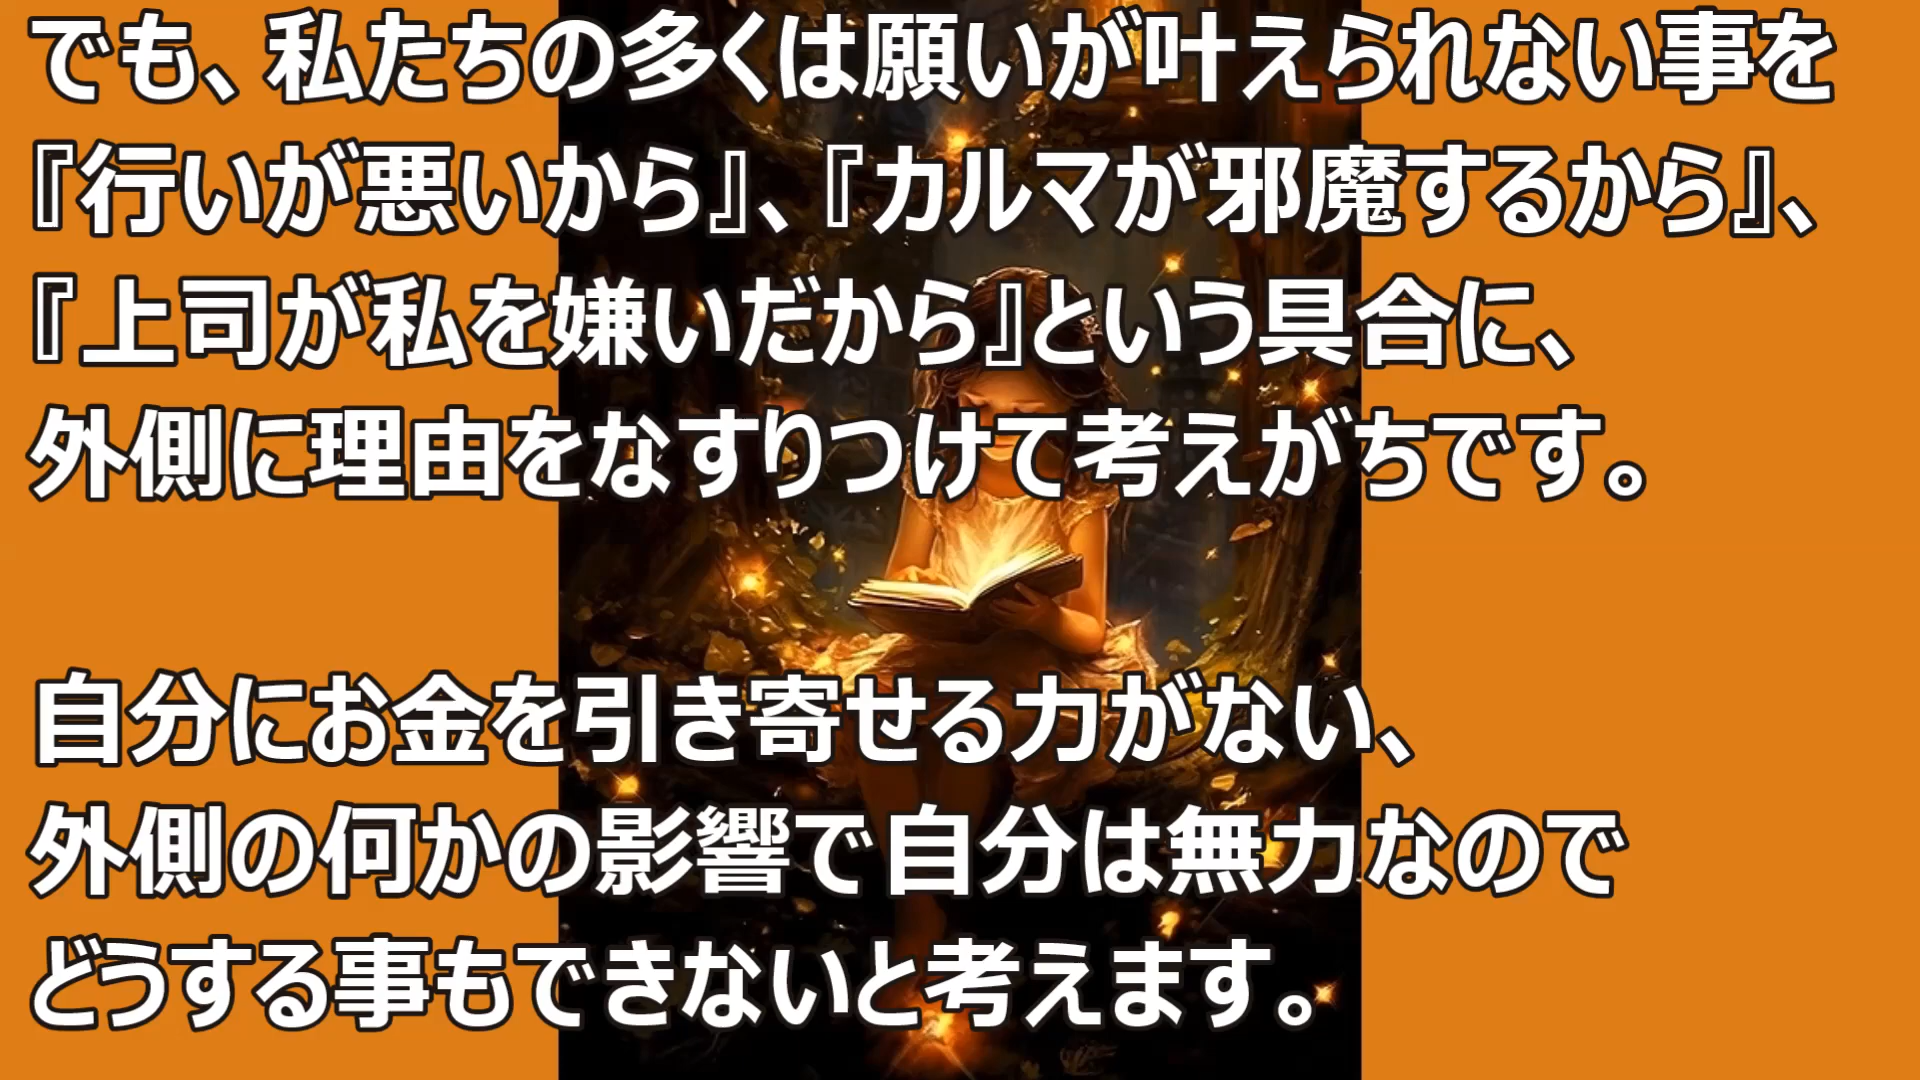 でも、私たちの多くは願いが叶えられない事を
『行いが悪いから』、『カルマが邪魔するから』、
『上司が私を嫌いだから』という具合に、
外側に理由をなすりつけて考えがちです。
自分にお金を引き寄せる力がない、
外側の何かの影響で自分は無力なので
どうする事もできないと考えます。